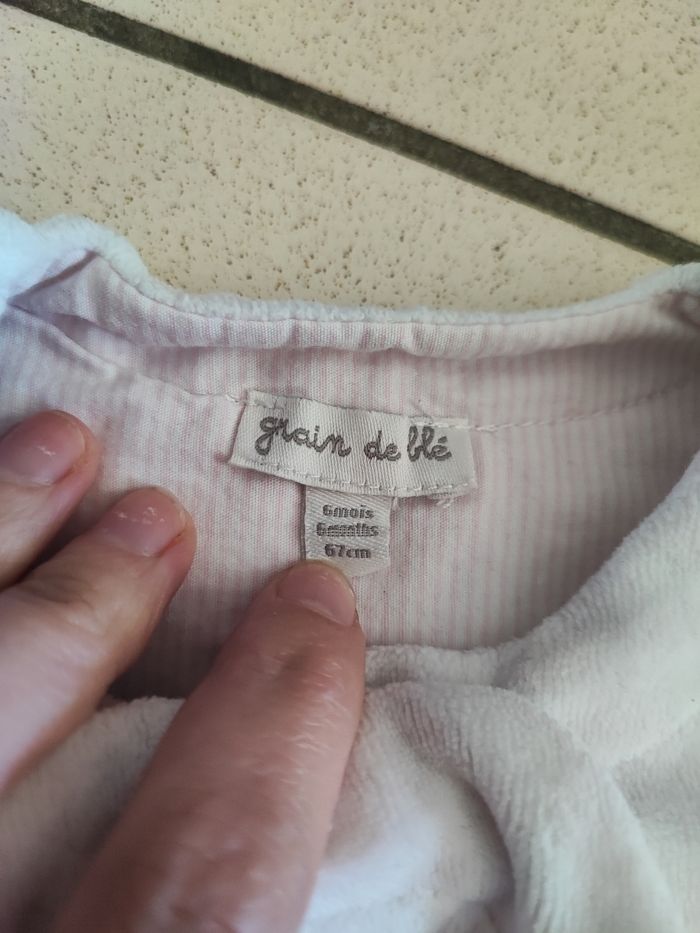 grain de blé
6mois
6months
67cm